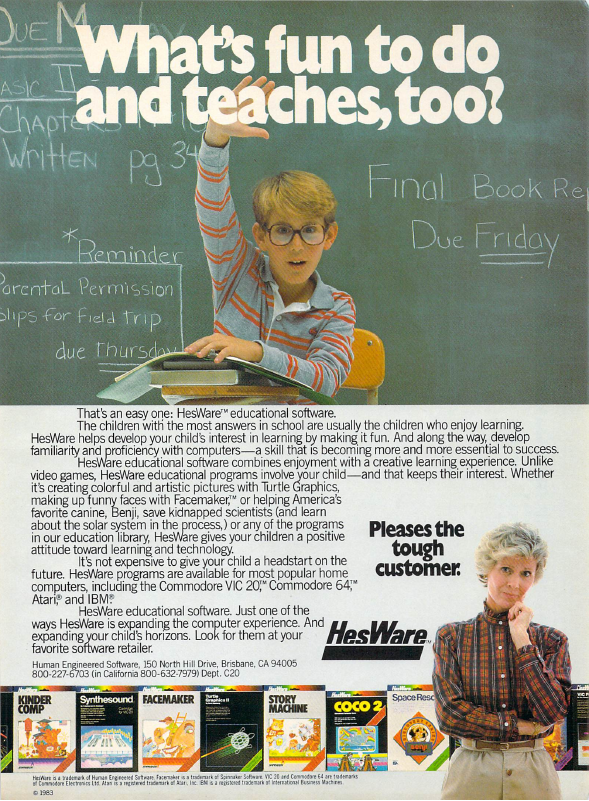 Due Monday
BASIC II
Chapters
Written pg 34
What's fun to do
and teaches, too?
Final Book Re
Due Friday
*Reminder
Parental Permission
Slips for Field Trip
due Thursday
That's an easy one: HesWare™ educational software.
The children with the most answers in school are usually the children who enjoy learning.
HesWare helps develop your child's interest in learning by making it fun. And along the way, develop
familiarity and proficiency with computers—a skill that is becoming more and more essential to success.
HesWare educational software combines enjoyment with a creative learning experience. Unlike
video games, HesWare educational programs involve your child—and that keeps their interest. Whether
it's creating colorful and artistic pictures with Turtle Graphics,
making up funny faces with Facemaker,™ or helping America's
favorite canine, Benji, save kidnapped scientists (and learn
about the solar system in the process,) or any of the programs
in our education library, HesWare gives your children a positive
attitude toward learning and technology.
It's not expensive to give your child a headstart on the
future. HesWare programs are available for most popular home
computers, including the Commodore VIC 20,™ Commodore 64,™
Atari,® and IBM®
HesWare educational software. Just one of the
ways HesWare is expanding the computer experience. And
expanding your child's horizons. Look for them at your
favorite software retailer.
Human Engineered Software, 150 North Hill Drive, Brisbane, CA 94005
800-227-6703 (in California 800-632-7979) Dept. C20
Pleases the
tough
customer.
HesWare™
KINDER
COMP
Synthesound
FACEMAKER
Turtle
Graphics II
STORY
MACHINE
COCO 2
Space Resc
Benji
HesWare is a trademark of Human Engineered Software. Facemaker is a trademark of Spinnaker Software. VIC 20 and Commodore 64 are trademarks
of Commodore Electronics Ltd. Atari is a registered trademark of Atari, Inc. IBM is a registered trademark of International Business Machines.
© 1983